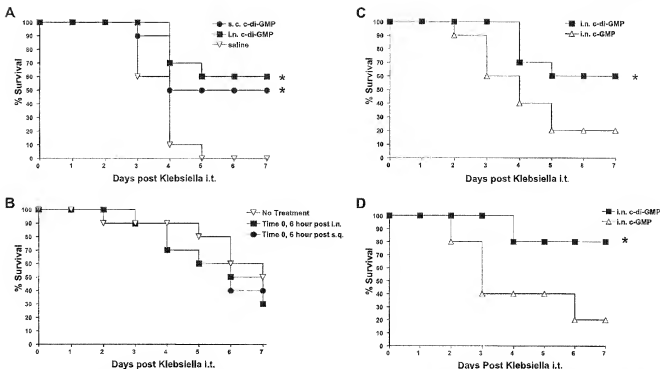 A
s.c. c-di-GMP
i.n. c-di-GMP
saline
% Survival
100
90
80
70
60
50
40
30
20
10
0
*
*
0 1 2 3 4 5 6 7
Days post Klebsiella i.t.
B
No Treatment
Time 0, 6 hour post i.n.
Time 0, 6 hour post s.q.
% Survival
100
90
80
70
60
50
40
30
20
10
0
0 1 2 3 4 5 6 7
Days post Klebsiella i.t.
C
i.n. c-di-GMP
i.n. c-GMP
% Survival
100
90
80
70
60
50
40
30
20
10
0
*
0 1 2 3 4 5 6 7
Days post Klebsiella i.t.
D
i.n. c-di-GMP
i.n. c-GMP
% Survival
100
90
80
70
60
50
40
30
20
10
0
*
0 1 2 3 4 5 6 7
Days Post Klebsiella i.t.